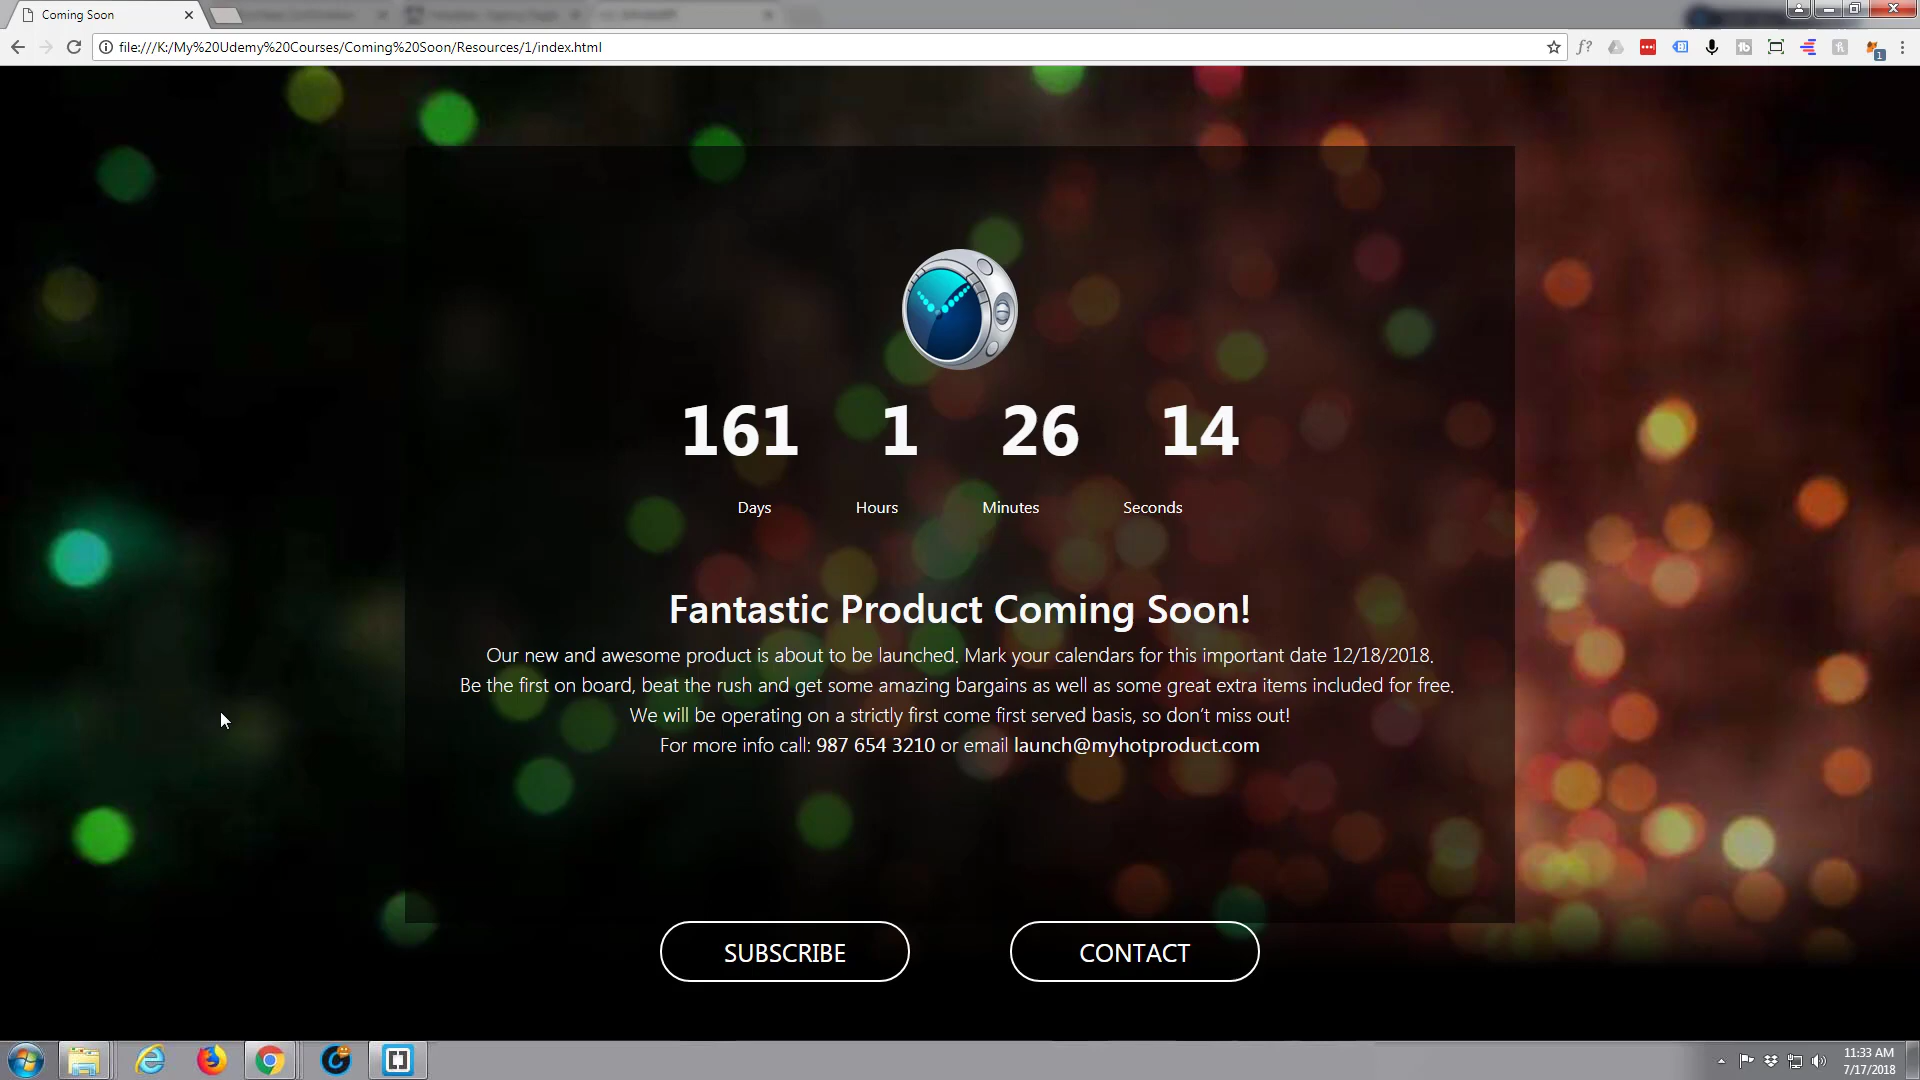 Coming Soon
file:///K:/My%20Udemy%20Courses/Coming%20Soon/Resources/1/index.html
161 1 26 14
Days Hours Minutes Seconds
Fantastic Product Coming Soon!
Our new and awesome product is about to be launched. Mark your calendars for this important date 12/18/2018.
Be the first on board, beat the rush and get some amazing bargains as well as some great extra items included for free.
We will be operating on a strictly first come first served basis, so don't miss out!
For more info call: 987 654 3210 or email launch@myhotproduct.com
SUBSCRIBE CONTACT
11:33 AM
7/17/2018